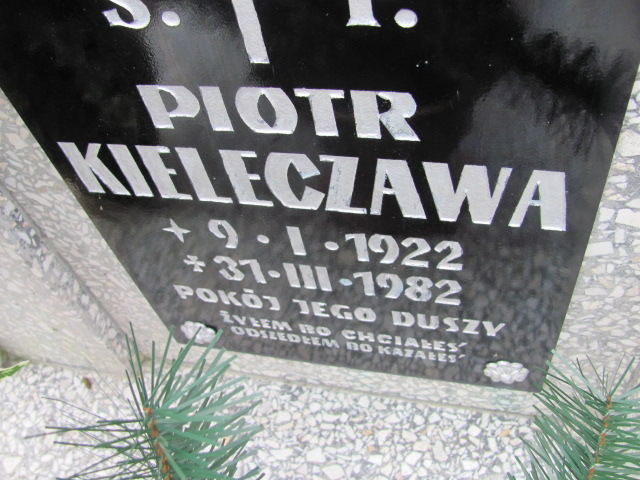 Ś. P.
PIOTR
KIELECZAWA
9·I·1922
31·III·1982
POKÓJ JEGO DUSZY
ŻYŁEM BO CHCIAŁEŚ
ODSZEDŁEM BO KAZAŁEŚ